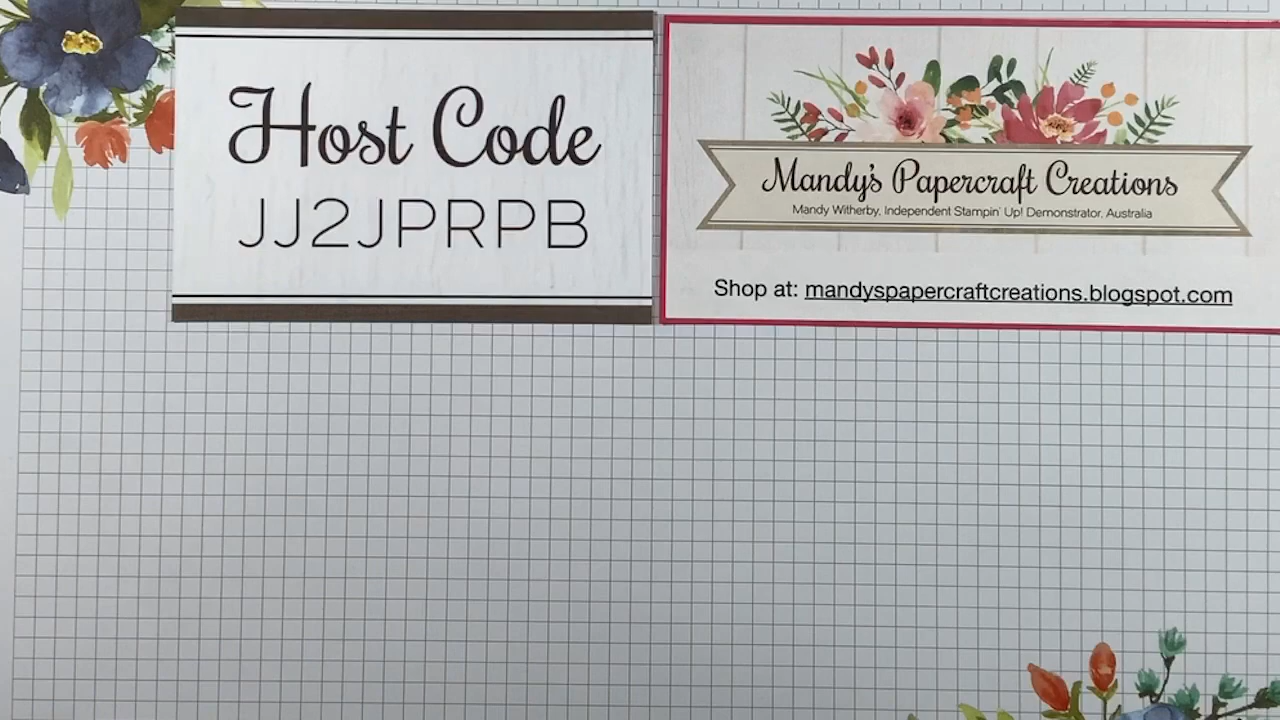 Host Code
JJ2JPRPB
Mandy's Papercraft Creations
Mandy Witherby, Independent Stampin' Up! Demonstrator, Australia
Shop at: mandyspapercraftcreations.blogspot.com